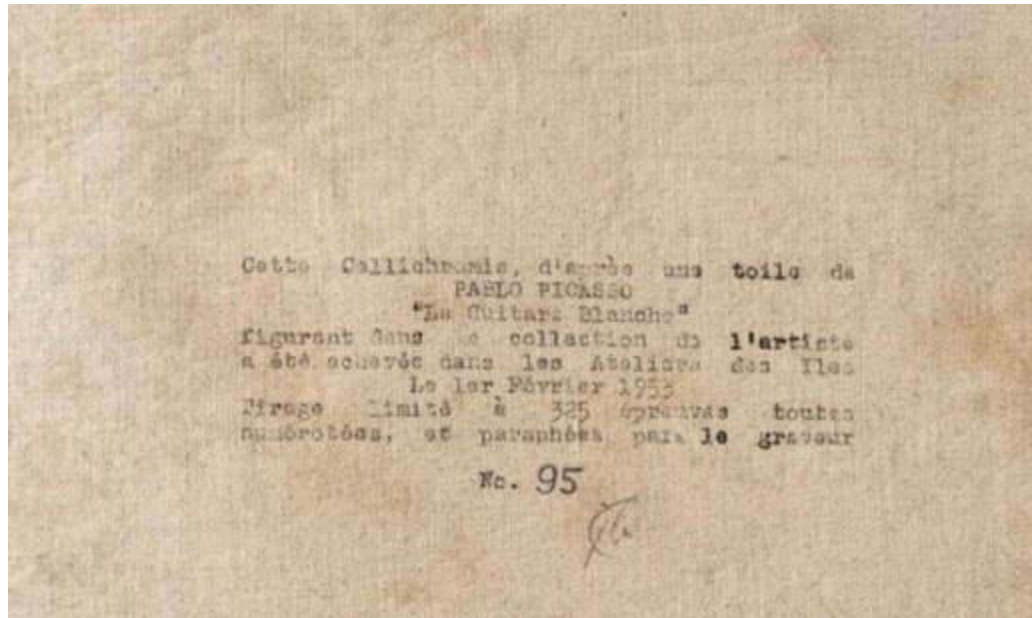 Cette Callichromie, d'après une toile de
PABLO PICASSO
"La Guitare Blanche"
figurant dans la collection de l'artiste
a été achevée dans les Ateliers des Iles
Le 1er Février 1953
Tirage limité à 325 épreuves toutes
numérotées, et paraphées par le graveur
No. 95